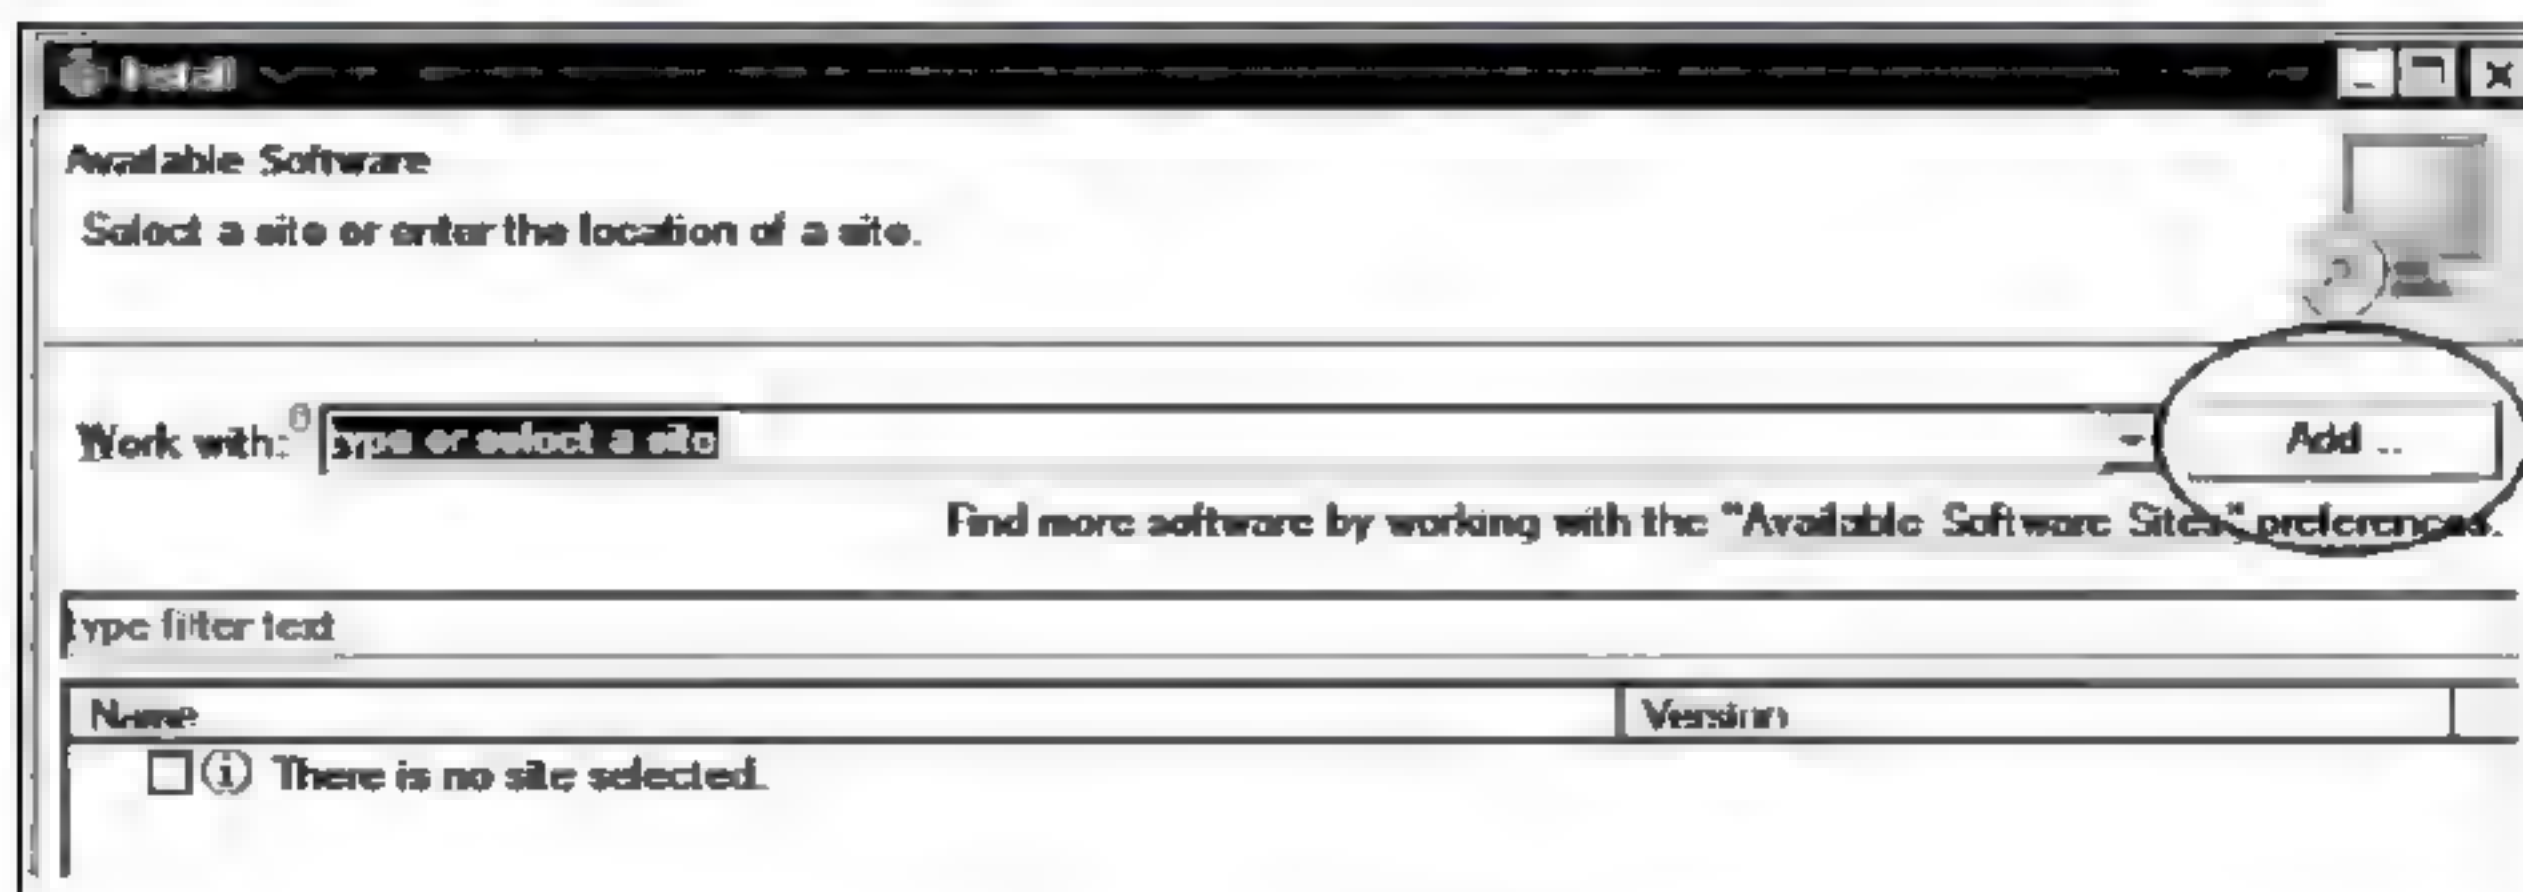 Install
Available Software
Select a site or enter the location of a site.
Work with: type or select a site Add ...
Find more software by working with the "Available Software Sites" preferences.
type filter text
Name Version
There is no site selected.